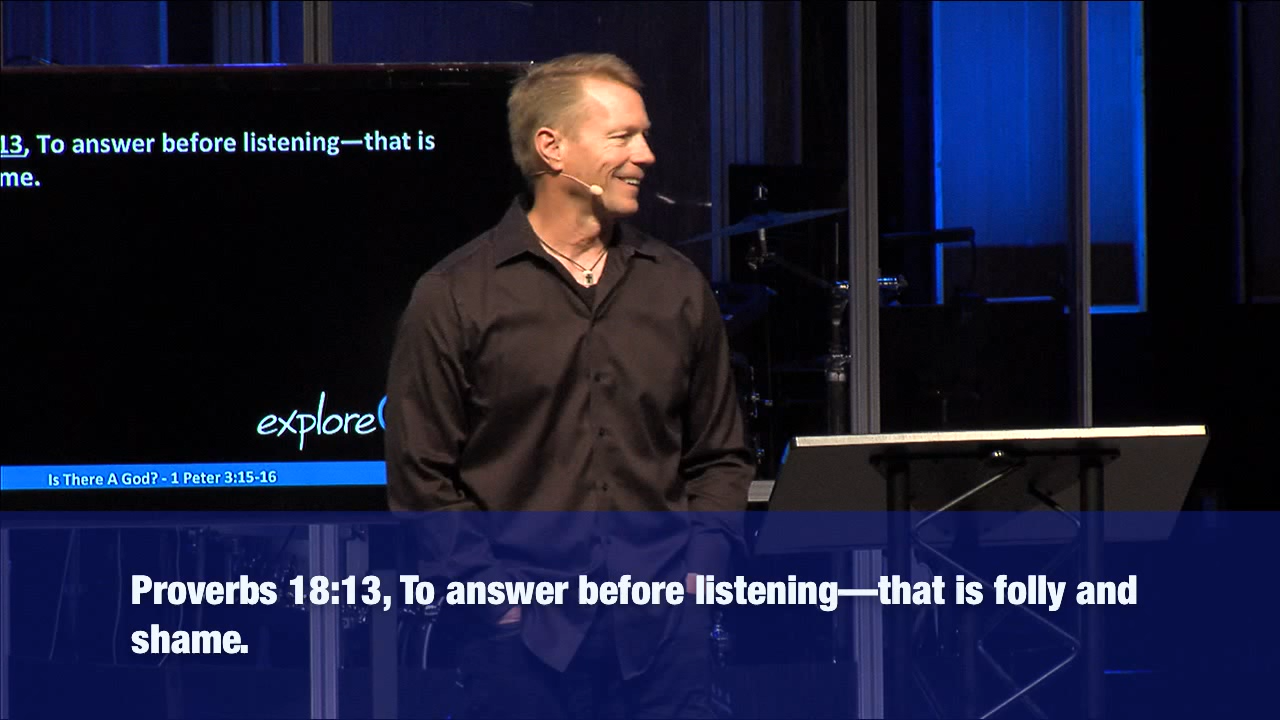 13, To answer before listening—that is
me.
explore
Is There A God? - 1 Peter 3:15-16
Proverbs 18:13, To answer before listening—that is folly and
shame.